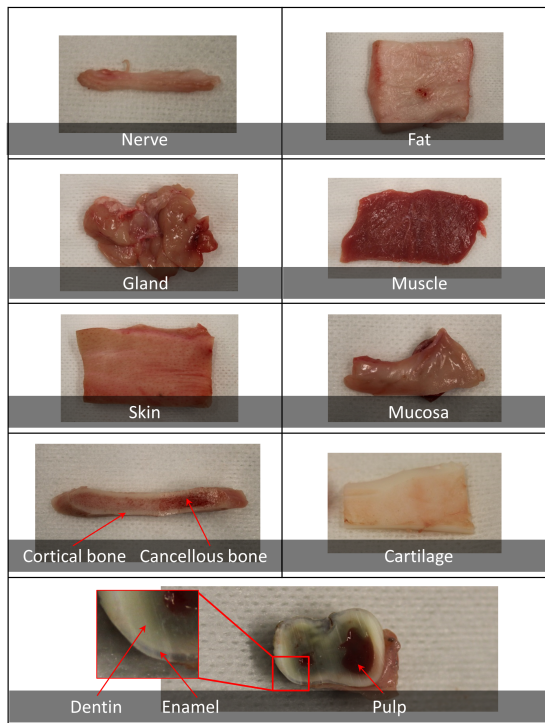 Nerve
Fat
Gland
Muscle
Skin
Mucosa
Cortical bone
Cancellous bone
Cartilage
Dentin
Enamel
Pulp